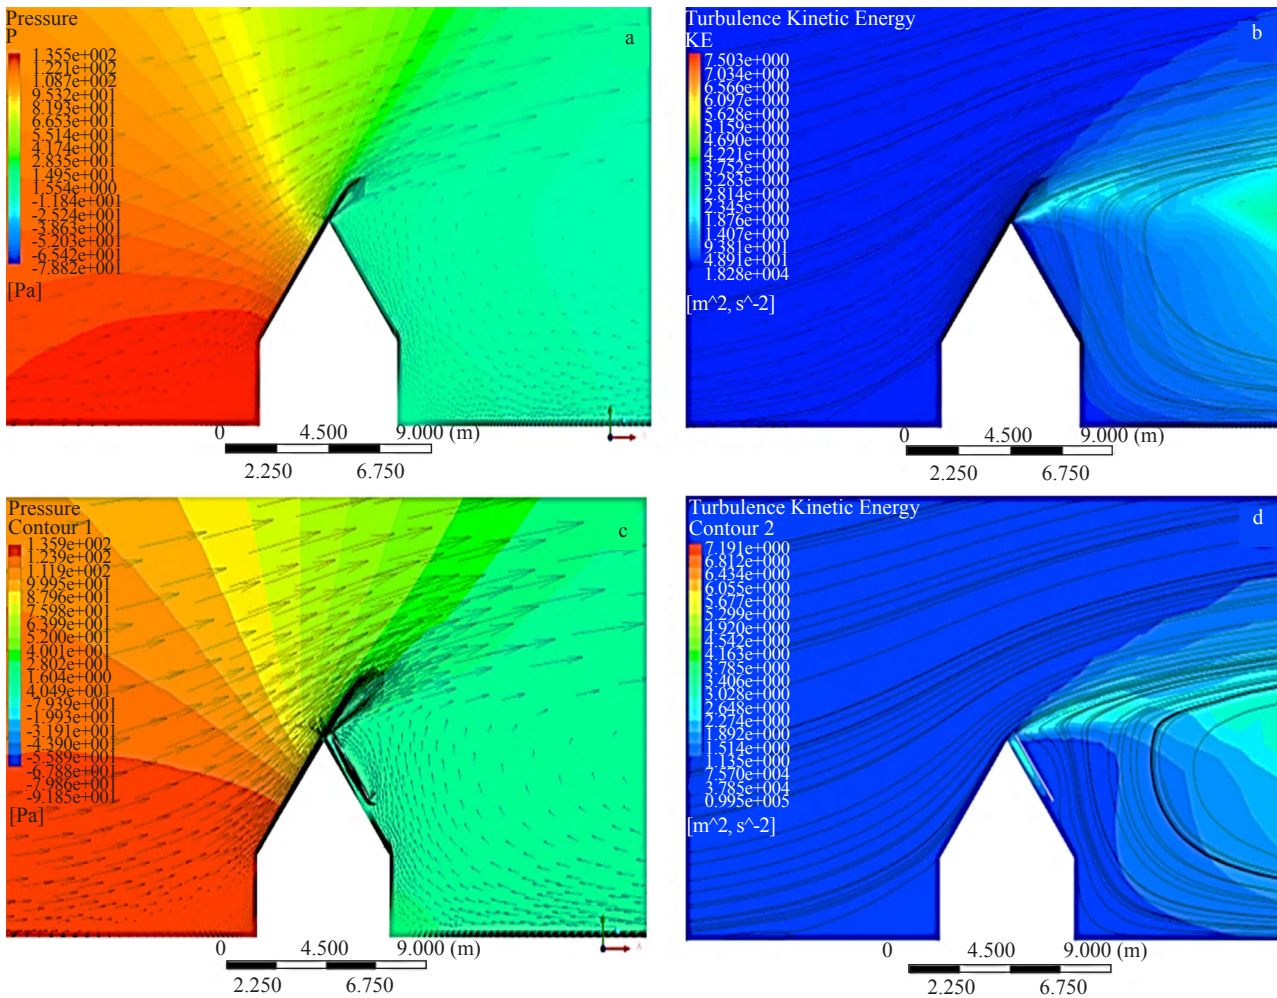 Pressure
P
a
1.355e+002
1.221e+002
1.087e+002
9.532e+001
8.193e+001
6.653e+001
5.514e+001
2.835e+001
1.495e+001
1.554e+000
-1.184e+001
-2.524e+001
-3.863e+001
-5.203e+001
-6.542e+001
-7.882e+001
[Pa]
0 4.500 9.000 (m)
2.250 6.750
Turbulence Kinetic Energy
KE
b
7.503e+000
7.034e+000
6.566e+000
6.097e+000
5.628e+000
5.159e+000
4.690e+000
4.221e+000
3.752e+000
3.283e+000
2.814e+000
2.345e+000
1.876e+000
1.407e+000
9.381e+001
4.891e+001
1.828e+004
[m^2, s^-2]
0 4.500 9.000 (m)
2.250 6.750
Pressure
Contour 1
c
1.359e+002
1.239e+002
1.119e+002
9.995e+001
8.796e+001
7.598e+001
6.399e+001
5.200e+001
4.001e+001
2.802e+001
1.604e+000
4.049e+001
-7.939e+001
-1.993e+001
-3.191e+001
-4.390e+001
-5.589e+001
-6.788e+001
-7.986e+001
-9.185e+001
[Pa]
0 4.500 9.000 (m)
2.250 6.750
Turbulence Kinetic Energy
Contour 2
d
7.191e+000
6.812e+000
6.434e+000
6.055e+000
5.677e+000
5.299e+000
4.920e+000
4.542e+000
4.163e+000
3.785e+000
3.406e+000
3.028e+000
2.648e+000
2.274e+000
1.892e+000
1.514e+000
1.135e+000
7.570e+004
3.785e+004
0.995e+005
[m^2, s^-2]
0 4.500 9.000 (m)
2.250 6.750